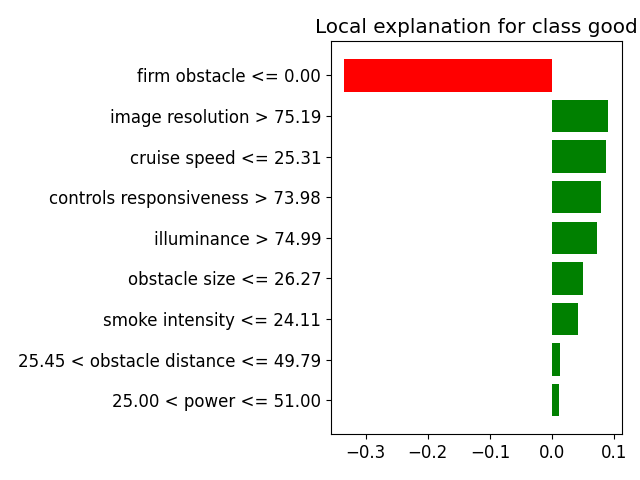 Local explanation for class good
firm obstacle <= 0.00
image resolution > 75.19
cruise speed <= 25.31
controls responsiveness > 73.98
illuminance > 74.99
obstacle size <= 26.27
smoke intensity <= 24.11
25.45 < obstacle distance <= 49.79
25.00 < power <= 51.00
−0.3 −0.2 −0.1 0.0 0.1